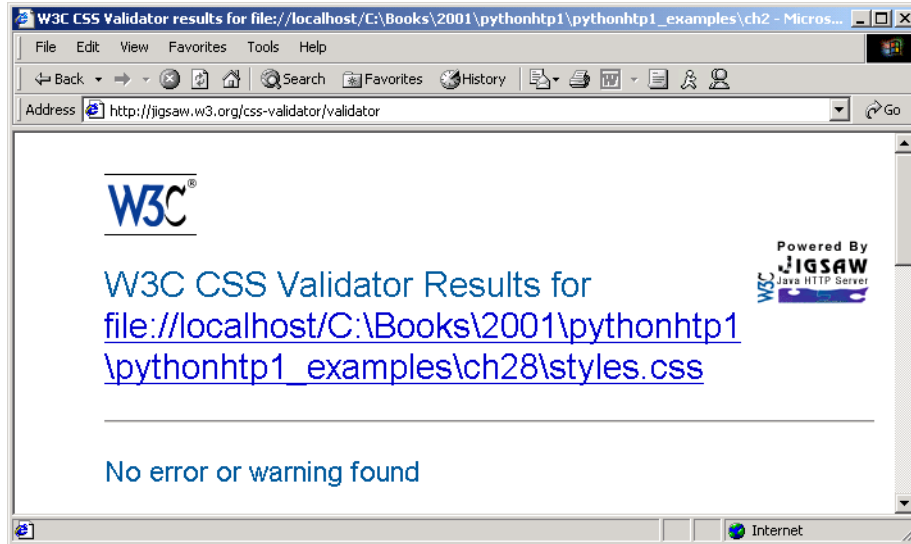 W3C CSS Validator results for file://localhost/C:\Books\2001\pythonhtp1\pythonhtp1_examples\ch2 - Micros...
File Edit View Favorites Tools Help
Back Search Favorites History
Address http://jigsaw.w3.org/css-validator/validator Go
W3C®
Powered By
JIGSAW
W3C Java HTTP Server
W3C CSS Validator Results for
file://localhost/C:\Books\2001\pythonhtp1
\pythonhtp1_examples\ch28\styles.css
No error or warning found
Internet